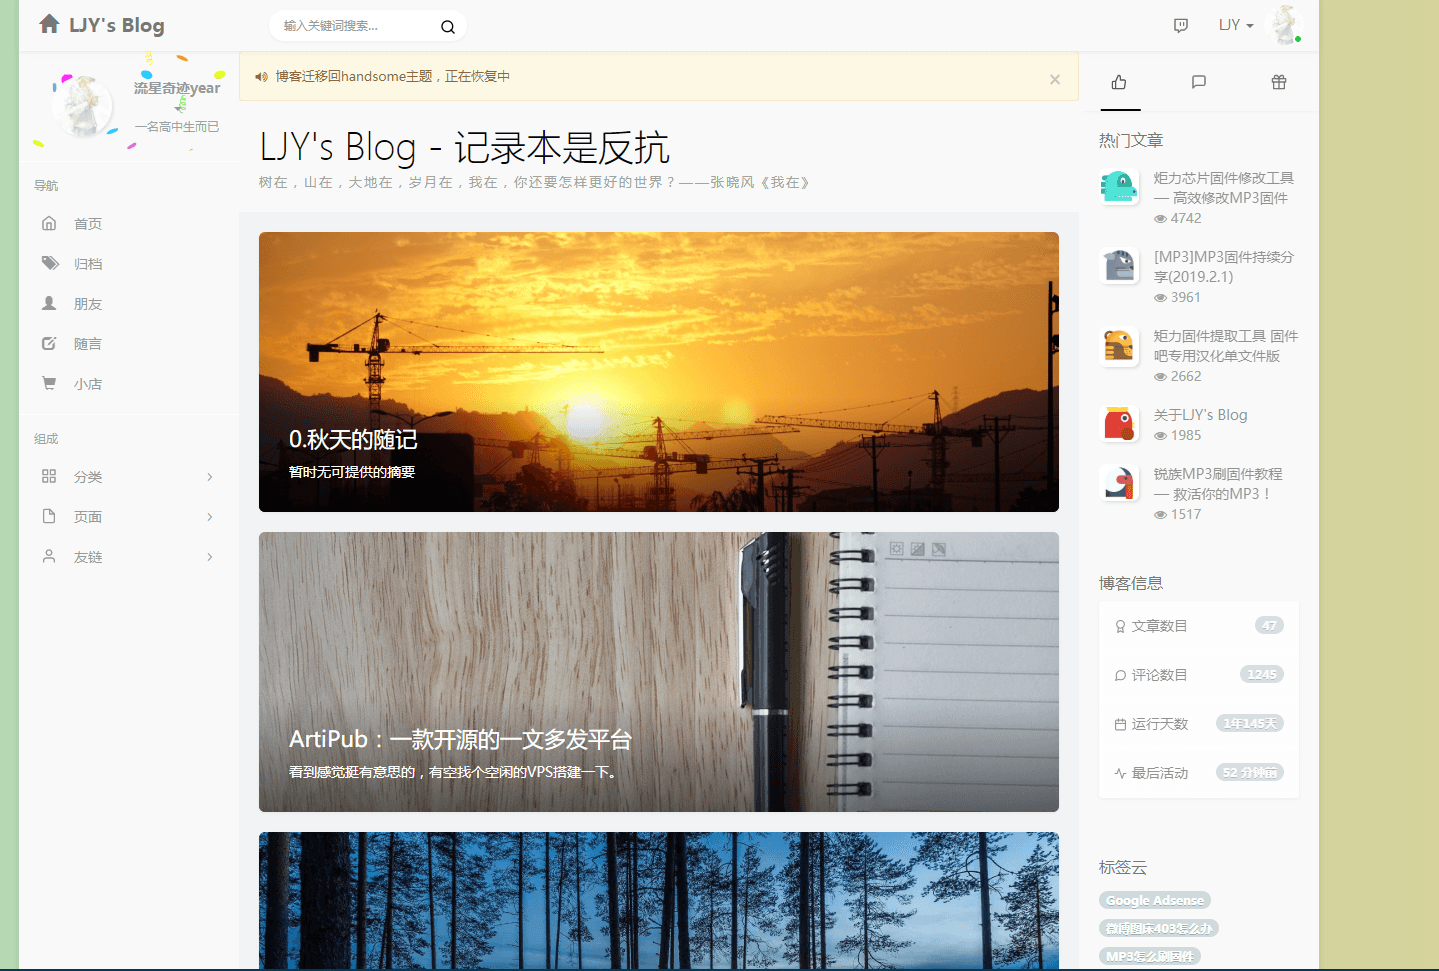 LJY's Blog
输入关键词搜索...
LJY
流星奇迹year
一名高中生而已
导航
首页
归档
朋友
随言
小店
组成
分类
页面
友链
博客迁移回handsome主题，正在恢复中
×
LJY's Blog - 记录本是反抗
树在，山在，大地在，岁月在，我在，你还要怎样更好的世界？——张晓风《我在》
0.秋天的随记
暂时无可提供的摘要
ArtiPub：一款开源的一文多发平台
看到感觉挺有意思的，有空找个空闲的VPS搭建一下。
热门文章
炬力芯片固件修改工具
— 高效修改MP3固件
4742
[MP3]MP3固件持续分
享(2019.2.1)
3961
矩力固件提取工具 固件
吧专用汉化单文件版
2662
关于LJY's Blog
1985
锐族MP3刷固件教程
— 救活你的MP3！
1517
博客信息
文章数目 47
评论数目 1245
运行天数 1年145天
最后活动 52 分钟前
标签云
Google Adsense
微博图床403怎么办
MP3怎么刷固件